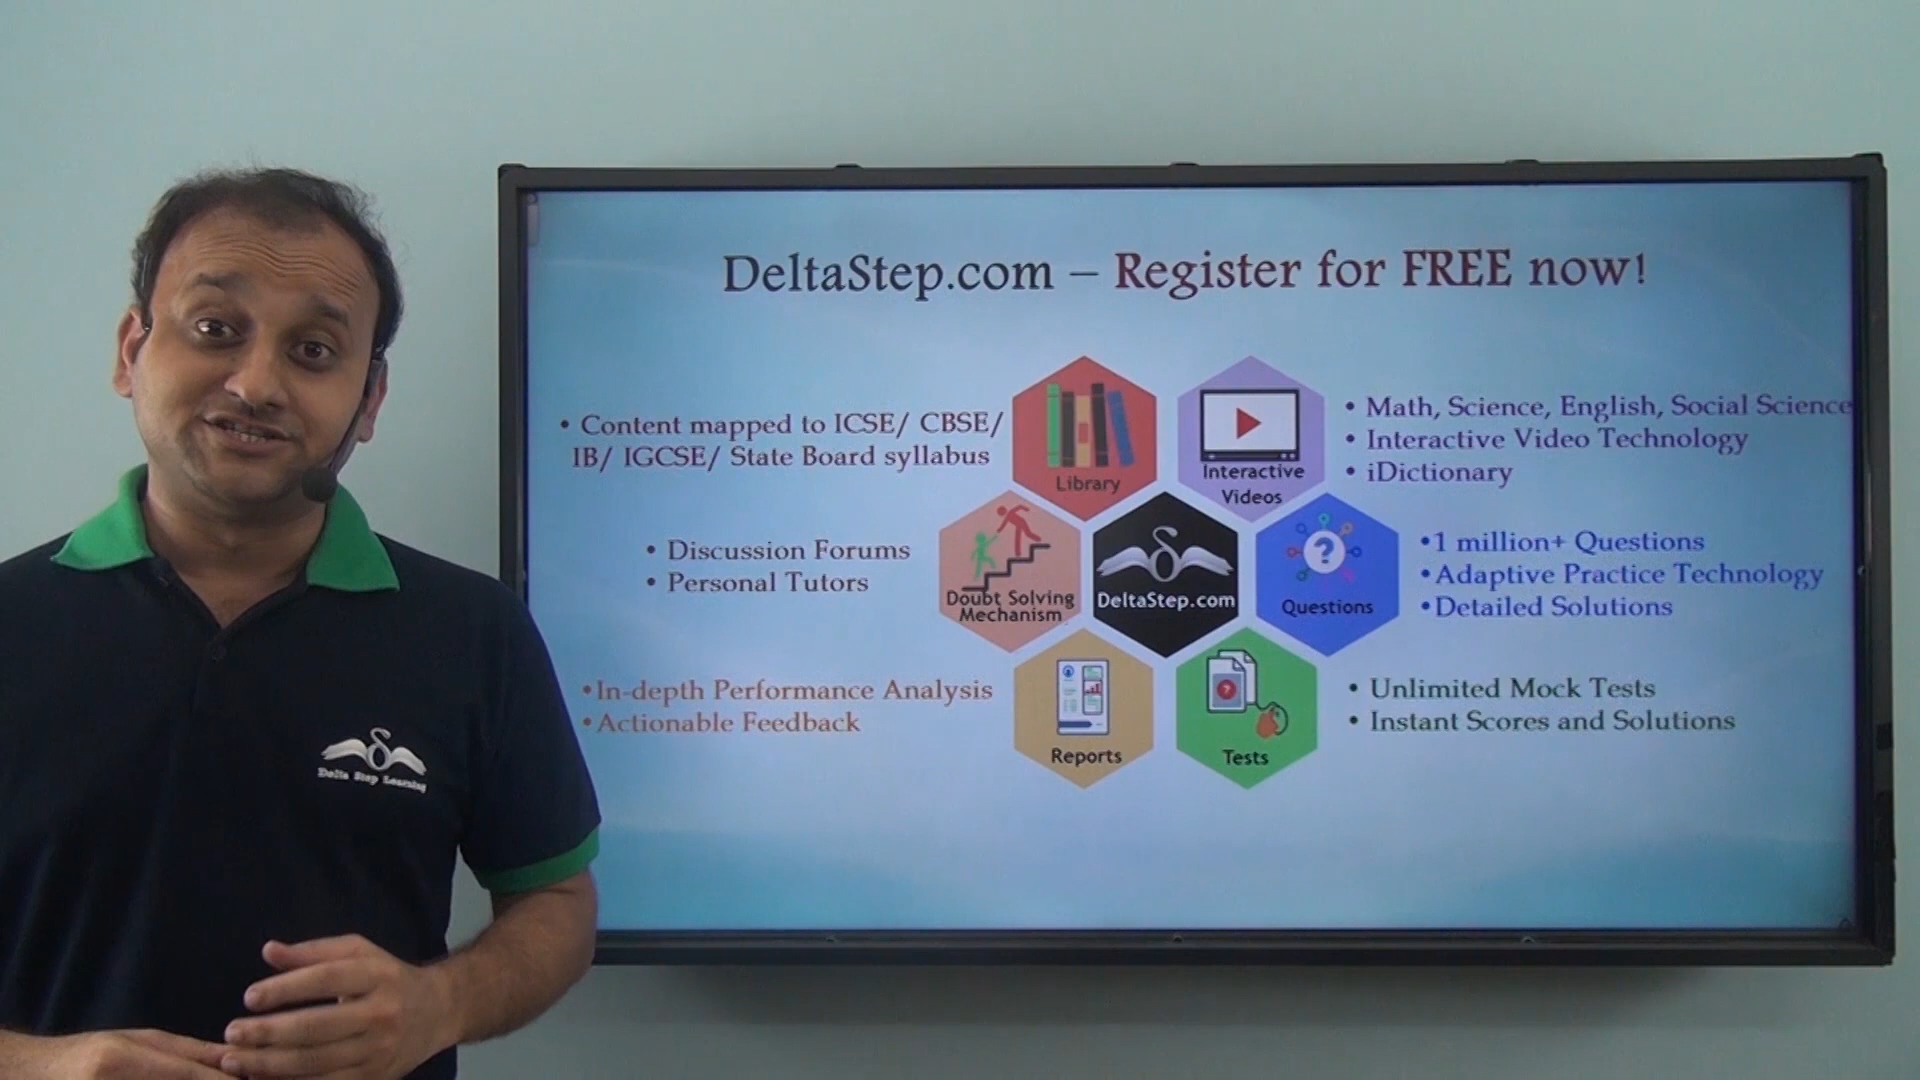 DeltaStep.com – Register for FREE now!
• Content mapped to ICSE/ CBSE/
IB/ IGCSE/ State Board syllabus
Library
Interactive
Videos
• Math, Science, English, Social Science
• Interactive Video Technology
• iDictionary
• Discussion Forums
• Personal Tutors
Doubt Solving
Mechanism
δ
DeltaStep.com
?
Questions
•1 million+ Questions
•Adaptive Practice Technology
•Detailed Solutions
•In-depth Performance Analysis
•Actionable Feedback
Reports
?
Tests
• Unlimited Mock Tests
• Instant Scores and Solutions
δ
Delta Step Learning